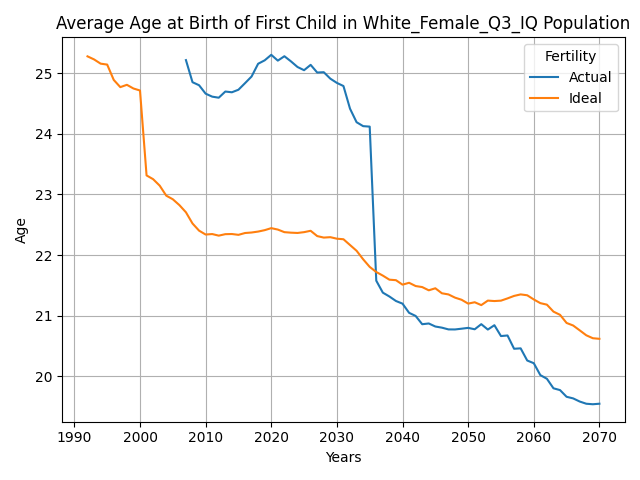 Average Age at Birth of First Child in White_Female_Q3_IQ Population
Fertility
Actual
Ideal
Age
25
24
23
22
21
20
1990 2000 2010 2020 2030 2040 2050 2060 2070
Years